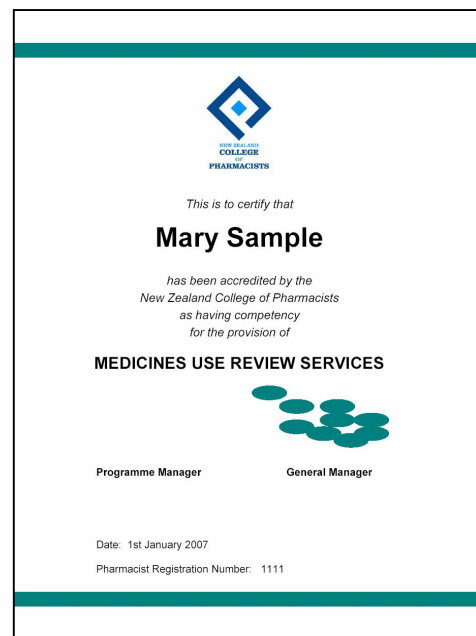 NEW ZEALAND
COLLEGE
OF
PHARMACISTS
This is to certify that
Mary Sample
has been accredited by the
New Zealand College of Pharmacists
as having competency
for the provision of
MEDICINES USE REVIEW SERVICES
Programme Manager General Manager
Date: 1st January 2007
Pharmacist Registration Number: 1111